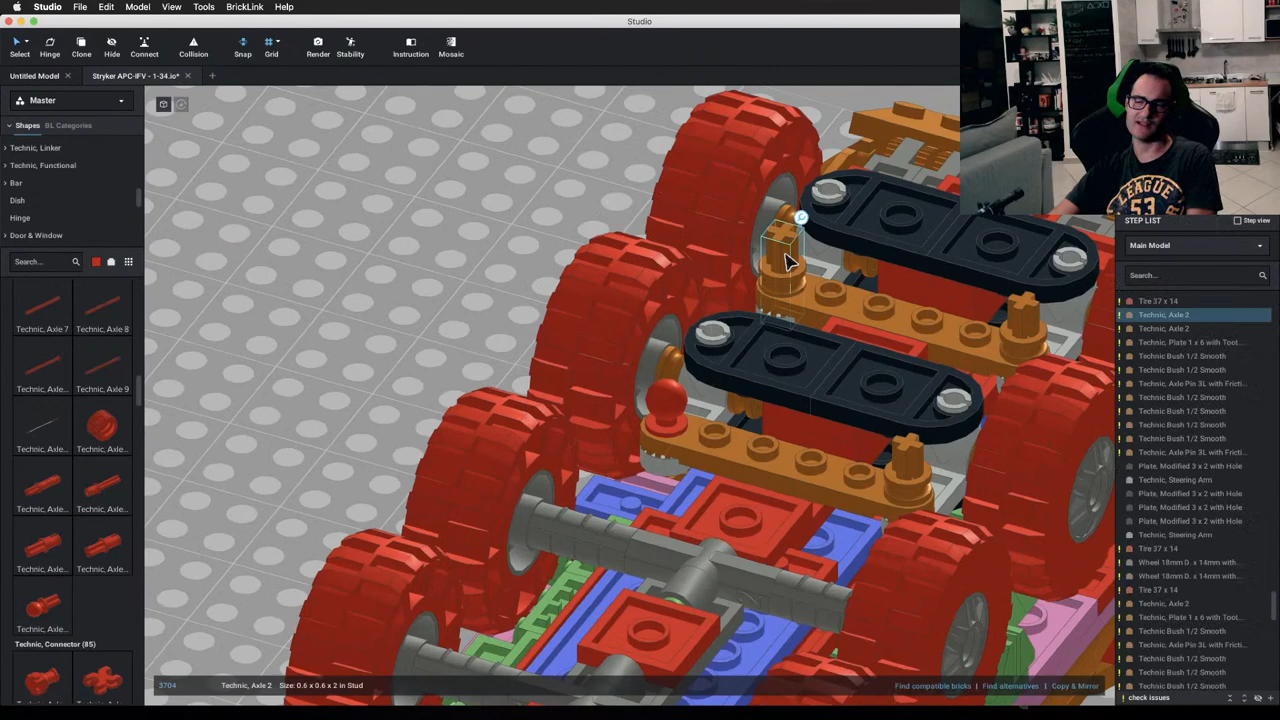 Studio File Edit Model View Tools BrickLink Help
Studio
Select Hinge Clone Hide Connect Collision Snap Grid Render Stability Instruction Mosaic
Untitled Model × Stryker APC-IFV - 1-34.io* × +
Master
Shapes BL Categories
Technic, Linker
Technic, Functional
Bar
Dish
Hinge
Door & Window
Search...
Technic, Axle 7 Technic, Axle 8
Technic, Axle... Technic, Axle 9
Technic, Axle... Technic, Axle...
Technic, Axle... Technic, Axle...
Technic, Axle... Technic, Axle...
Technic, Axle...
Technic, Connector (85)
LEAGUE
53
STEP LIST Step view
Main Model
Search...
Tire 37 x 14
Technic, Axle 2
Technic, Axle 2
Technic, Plate 1 x 6 with Toot...
Technic Bush 1/2 Smooth
Technic Bush 1/2 Smooth
Technic, Axle Pin 3L with Fricti...
Technic Bush 1/2 Smooth
Technic Bush 1/2 Smooth
Technic Bush 1/2 Smooth
Technic Bush 1/2 Smooth
Technic, Axle Pin 3L with Fricti...
Plate, Modified 3 x 2 with Hole
Technic, Steering Arm
Plate, Modified 3 x 2 with Hole
Plate, Modified 3 x 2 with Hole
Plate, Modified 3 x 2 with Hole
Technic, Steering Arm
Tire 37 x 14
Wheel 18mm D. x 14mm with...
Wheel 18mm D. x 14mm with...
Tire 37 x 14
Technic, Axle 2
Technic, Plate 1 x 6 with Toot...
Technic Bush 1/2 Smooth
Technic, Axle Pin 3L with Fricti...
Technic Bush 1/2 Smooth
Technic Bush 1/2 Smooth
Technic Bush 1/2 Smooth
3704 Technic, Axle 2 Size: 0.6 x 0.6 x 2 in Stud Find compatible bricks | Find alternatives | Copy & Mirror
check issues